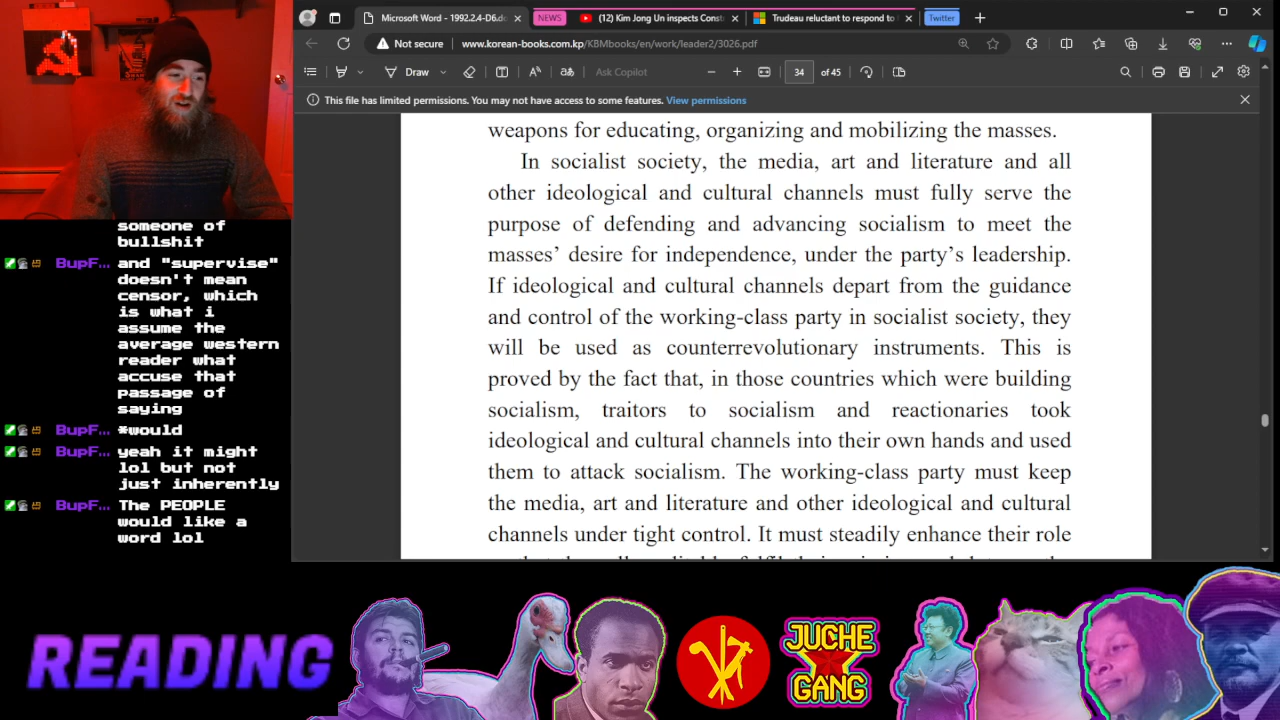 Microsoft Word - 1992.2.4-D6.do
NEWS
(12) Kim Jong Un inspects Const
Trudeau reluctant to respond to
Twitter
Not secure
www.korean-books.com.kp/KBMbooks/en/work/leader2/3026.pdf
Draw
Ask Copilot
34
of 45
This file has limited permissions. You may not have access to some features. View permissions
weapons for educating, organizing and mobilizing the masses.
In socialist society, the media, art and literature and all
other ideological and cultural channels must fully serve the
purpose of defending and advancing socialism to meet the
masses’ desire for independence, under the party’s leadership.
If ideological and cultural channels depart from the guidance
and control of the working-class party in socialist society, they
will be used as counterrevolutionary instruments. This is
proved by the fact that, in those countries which were building
socialism, traitors to socialism and reactionaries took
ideological and cultural channels into their own hands and used
them to attack socialism. The working-class party must keep
the media, art and literature and other ideological and cultural
channels under tight control. It must steadily enhance their role
someone of
bullshit
BupF... and "supervise"
doesn't mean
censor, which
is what i
assume the
average western
reader what
accuse that
passage of
saying
BupF... *would
BupF... yeah it might
lol but not
just inherently
BupF... The PEOPLE
would like a
word lol
READING
JUCHE
GANG